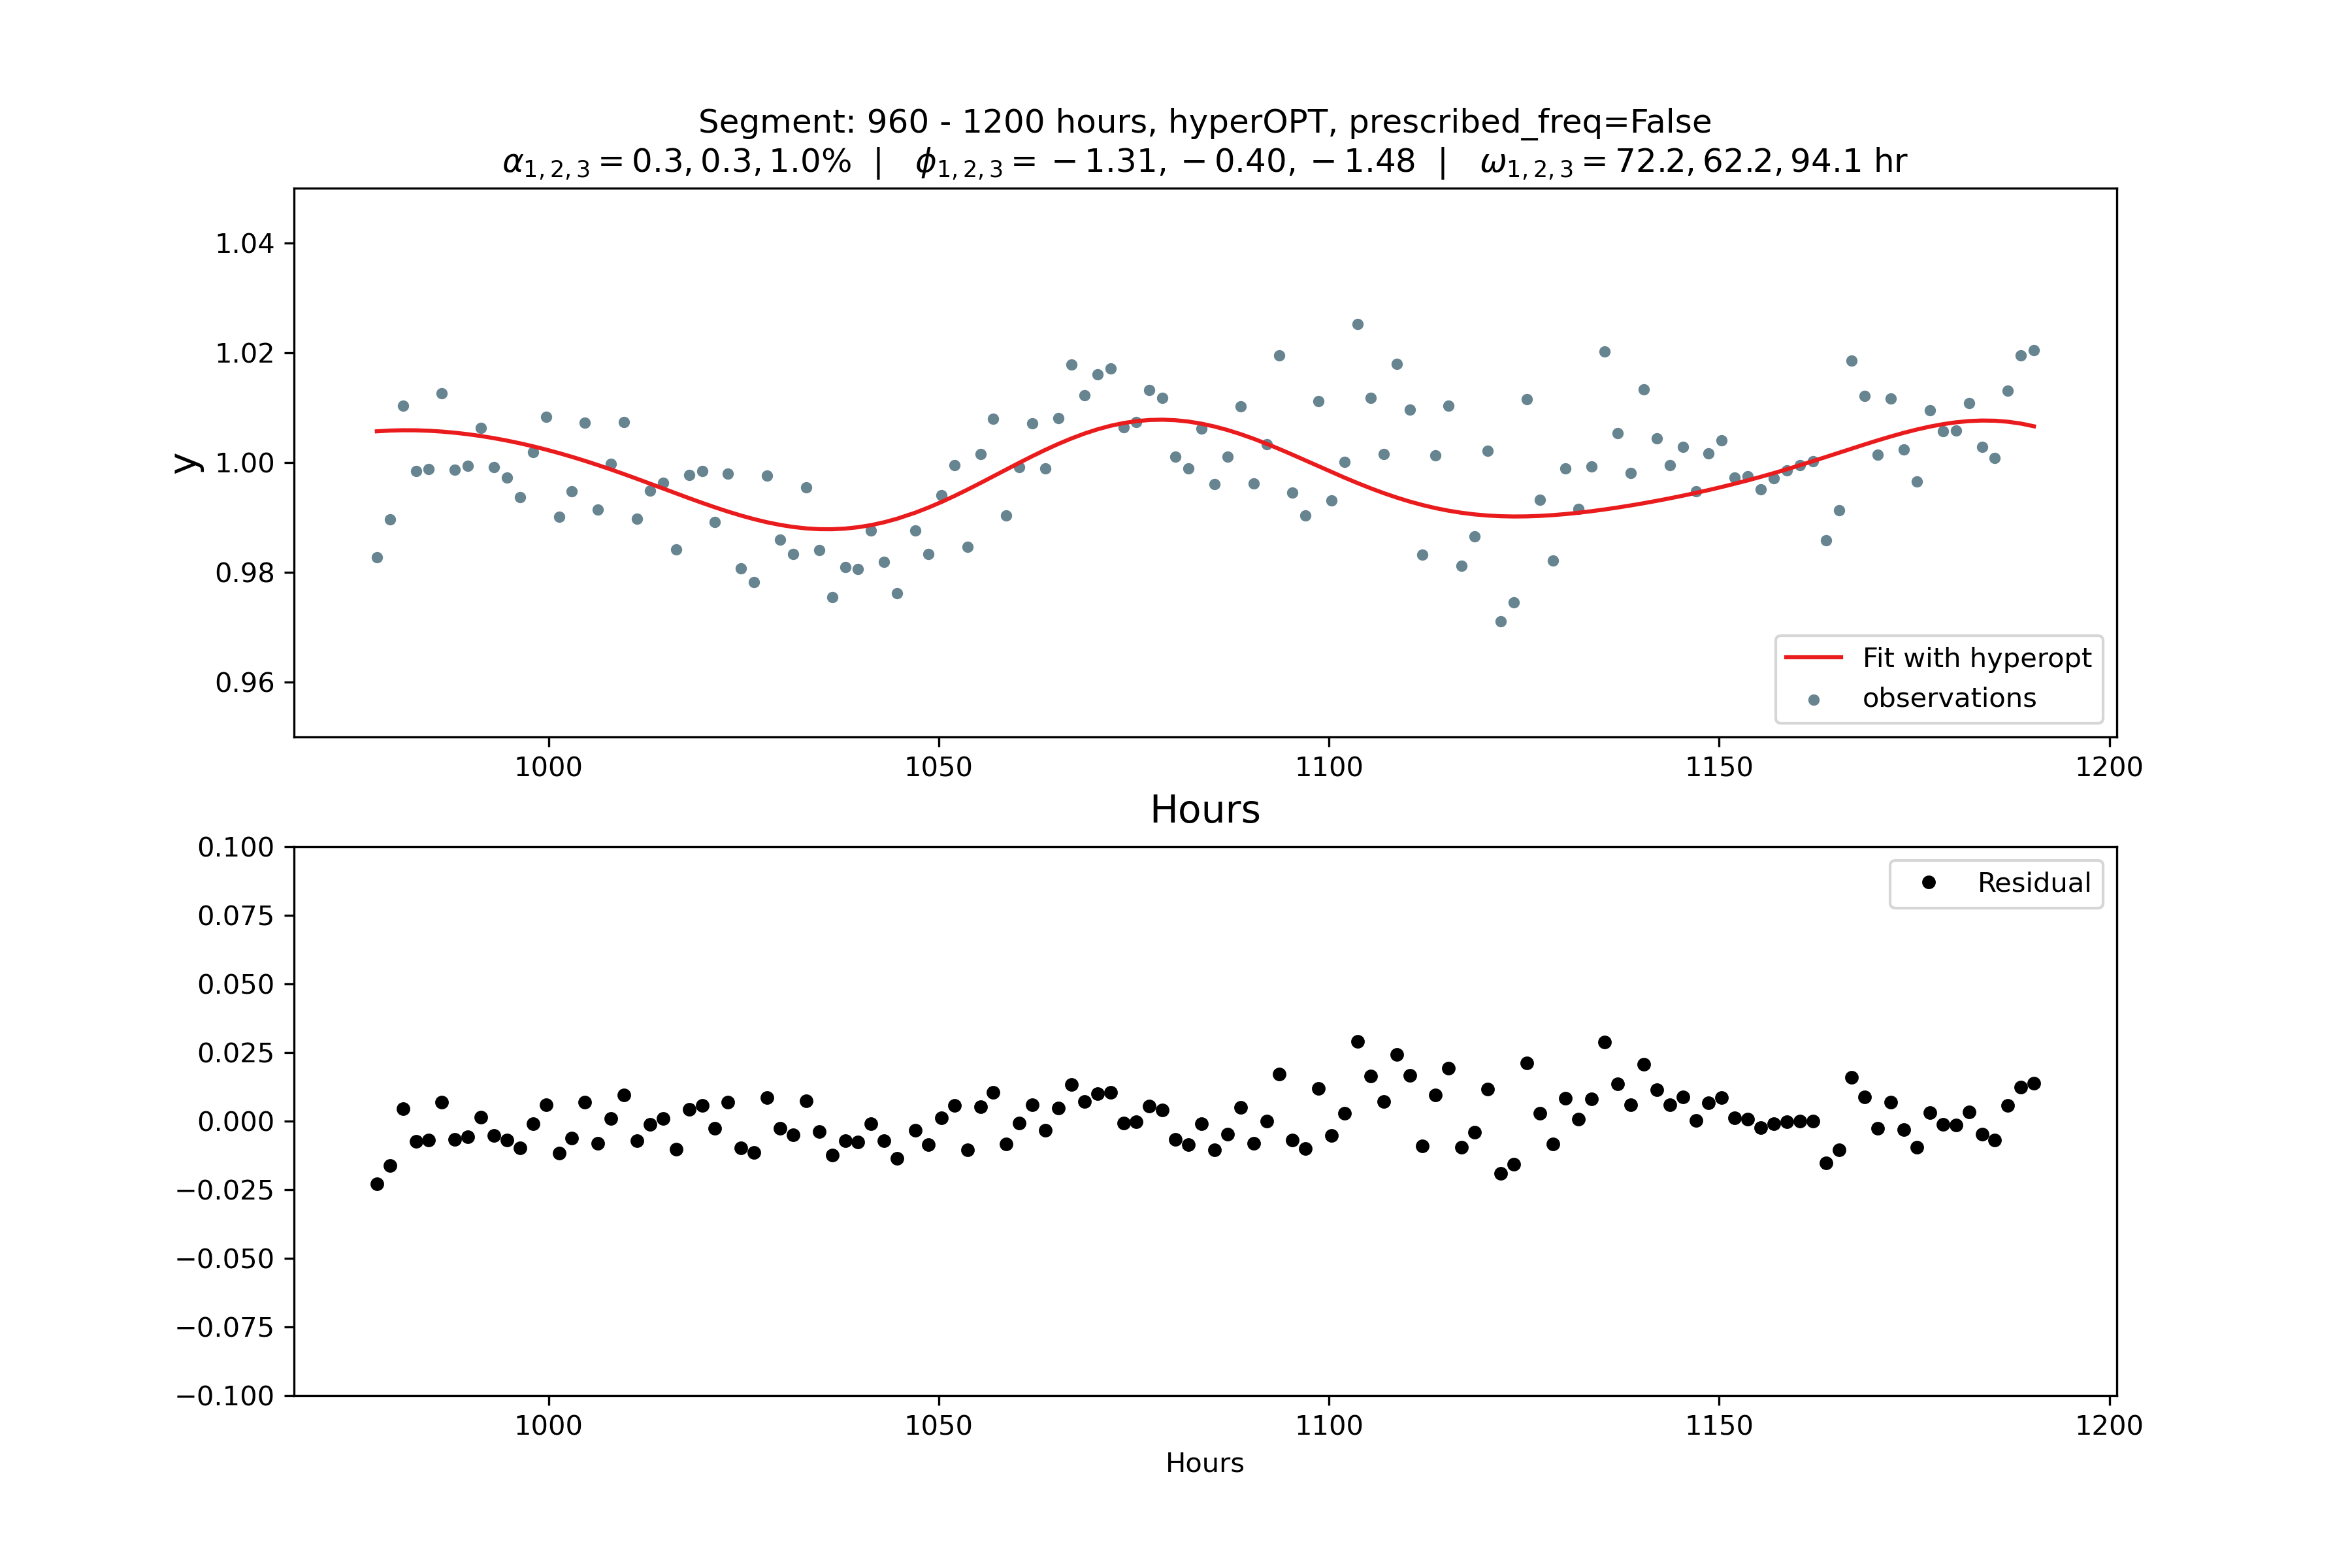 Segment: 960 - 1200 hours, hyperOPT, prescribed_freq=False
α1, 2, 3 = 0.3, 0.3, 1.0% | ϕ1, 2, 3 = −1.31, −0.40, −1.48 | ω1, 2, 3 = 72.2, 62.2, 94.1 hr
1.04
1.02
1.00
0.98
0.96
y
Fit with hyperopt
observations
1000 1050 1100 1150 1200
Hours
0.100
0.075
0.050
0.025
0.000
−0.025
−0.050
−0.075
−0.100
Residual
1000 1050 1100 1150 1200
Hours